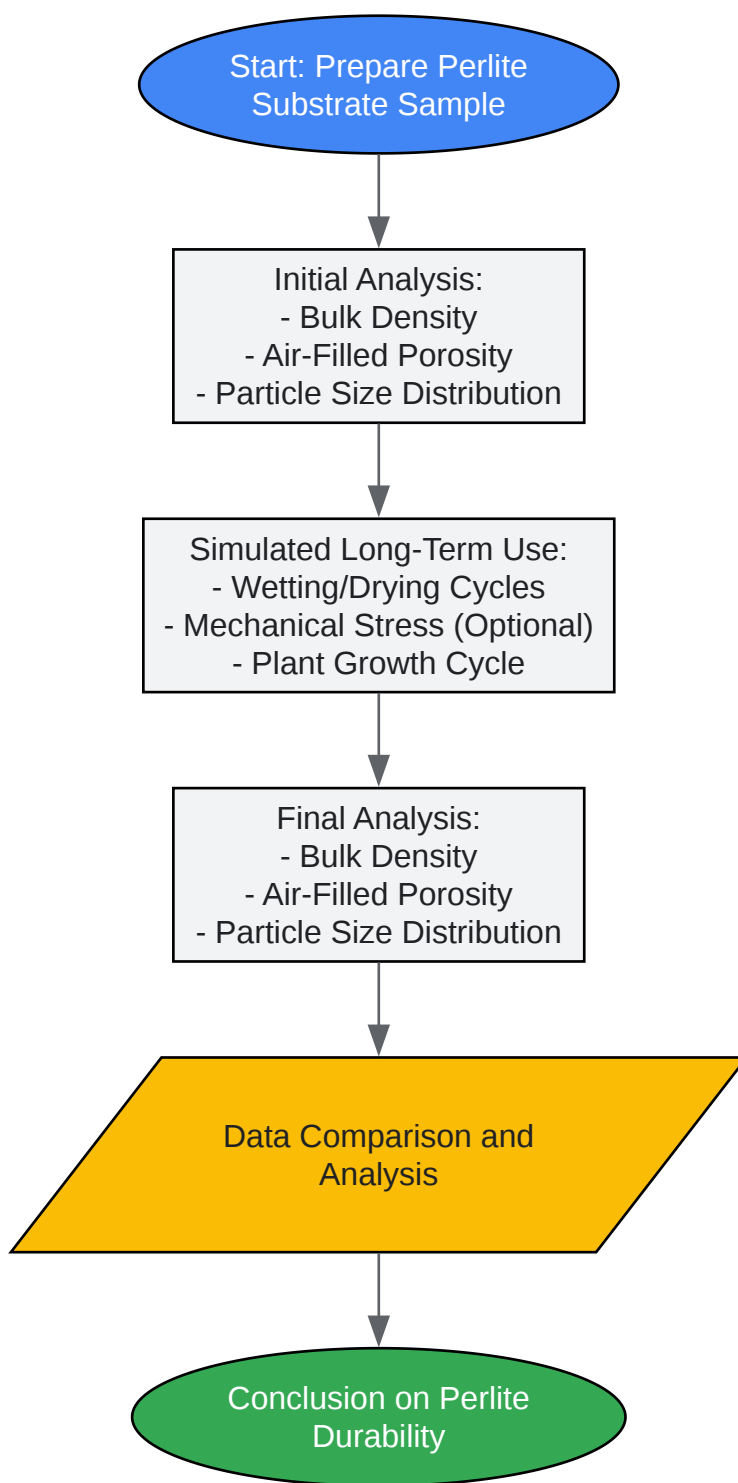 Start: Prepare Perlite
Substrate Sample
Initial Analysis:
- Bulk Density
- Air-Filled Porosity
- Particle Size Distribution
Simulated Long-Term Use:
- Wetting/Drying Cycles
- Mechanical Stress (Optional)
- Plant Growth Cycle
Final Analysis:
- Bulk Density
- Air-Filled Porosity
- Particle Size Distribution
Data Comparison and
Analysis
Conclusion on Perlite
Durability